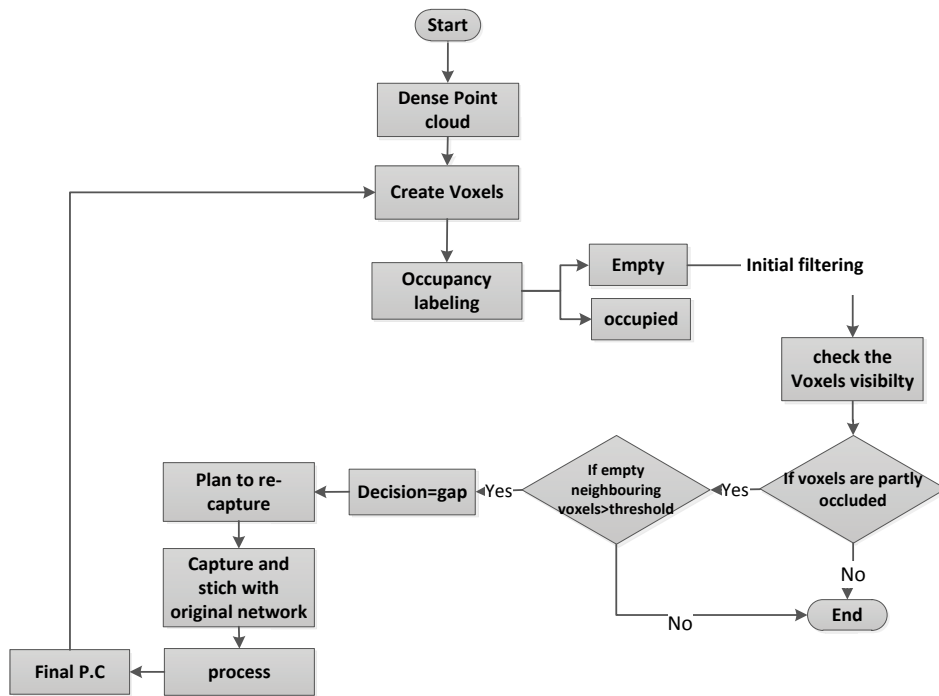 Start
Dense Point
cloud
Create Voxels
Occupancy
labeling
Empty
Initial filtering
occupied
check the
Voxels visibilty
If voxels are partly
occluded
Yes
No
If empty
neighbouring
voxels>threshold
Yes
No
End
Decision=gap
Plan to re-
capture
Capture and
stich with
original network
process
Final P.C